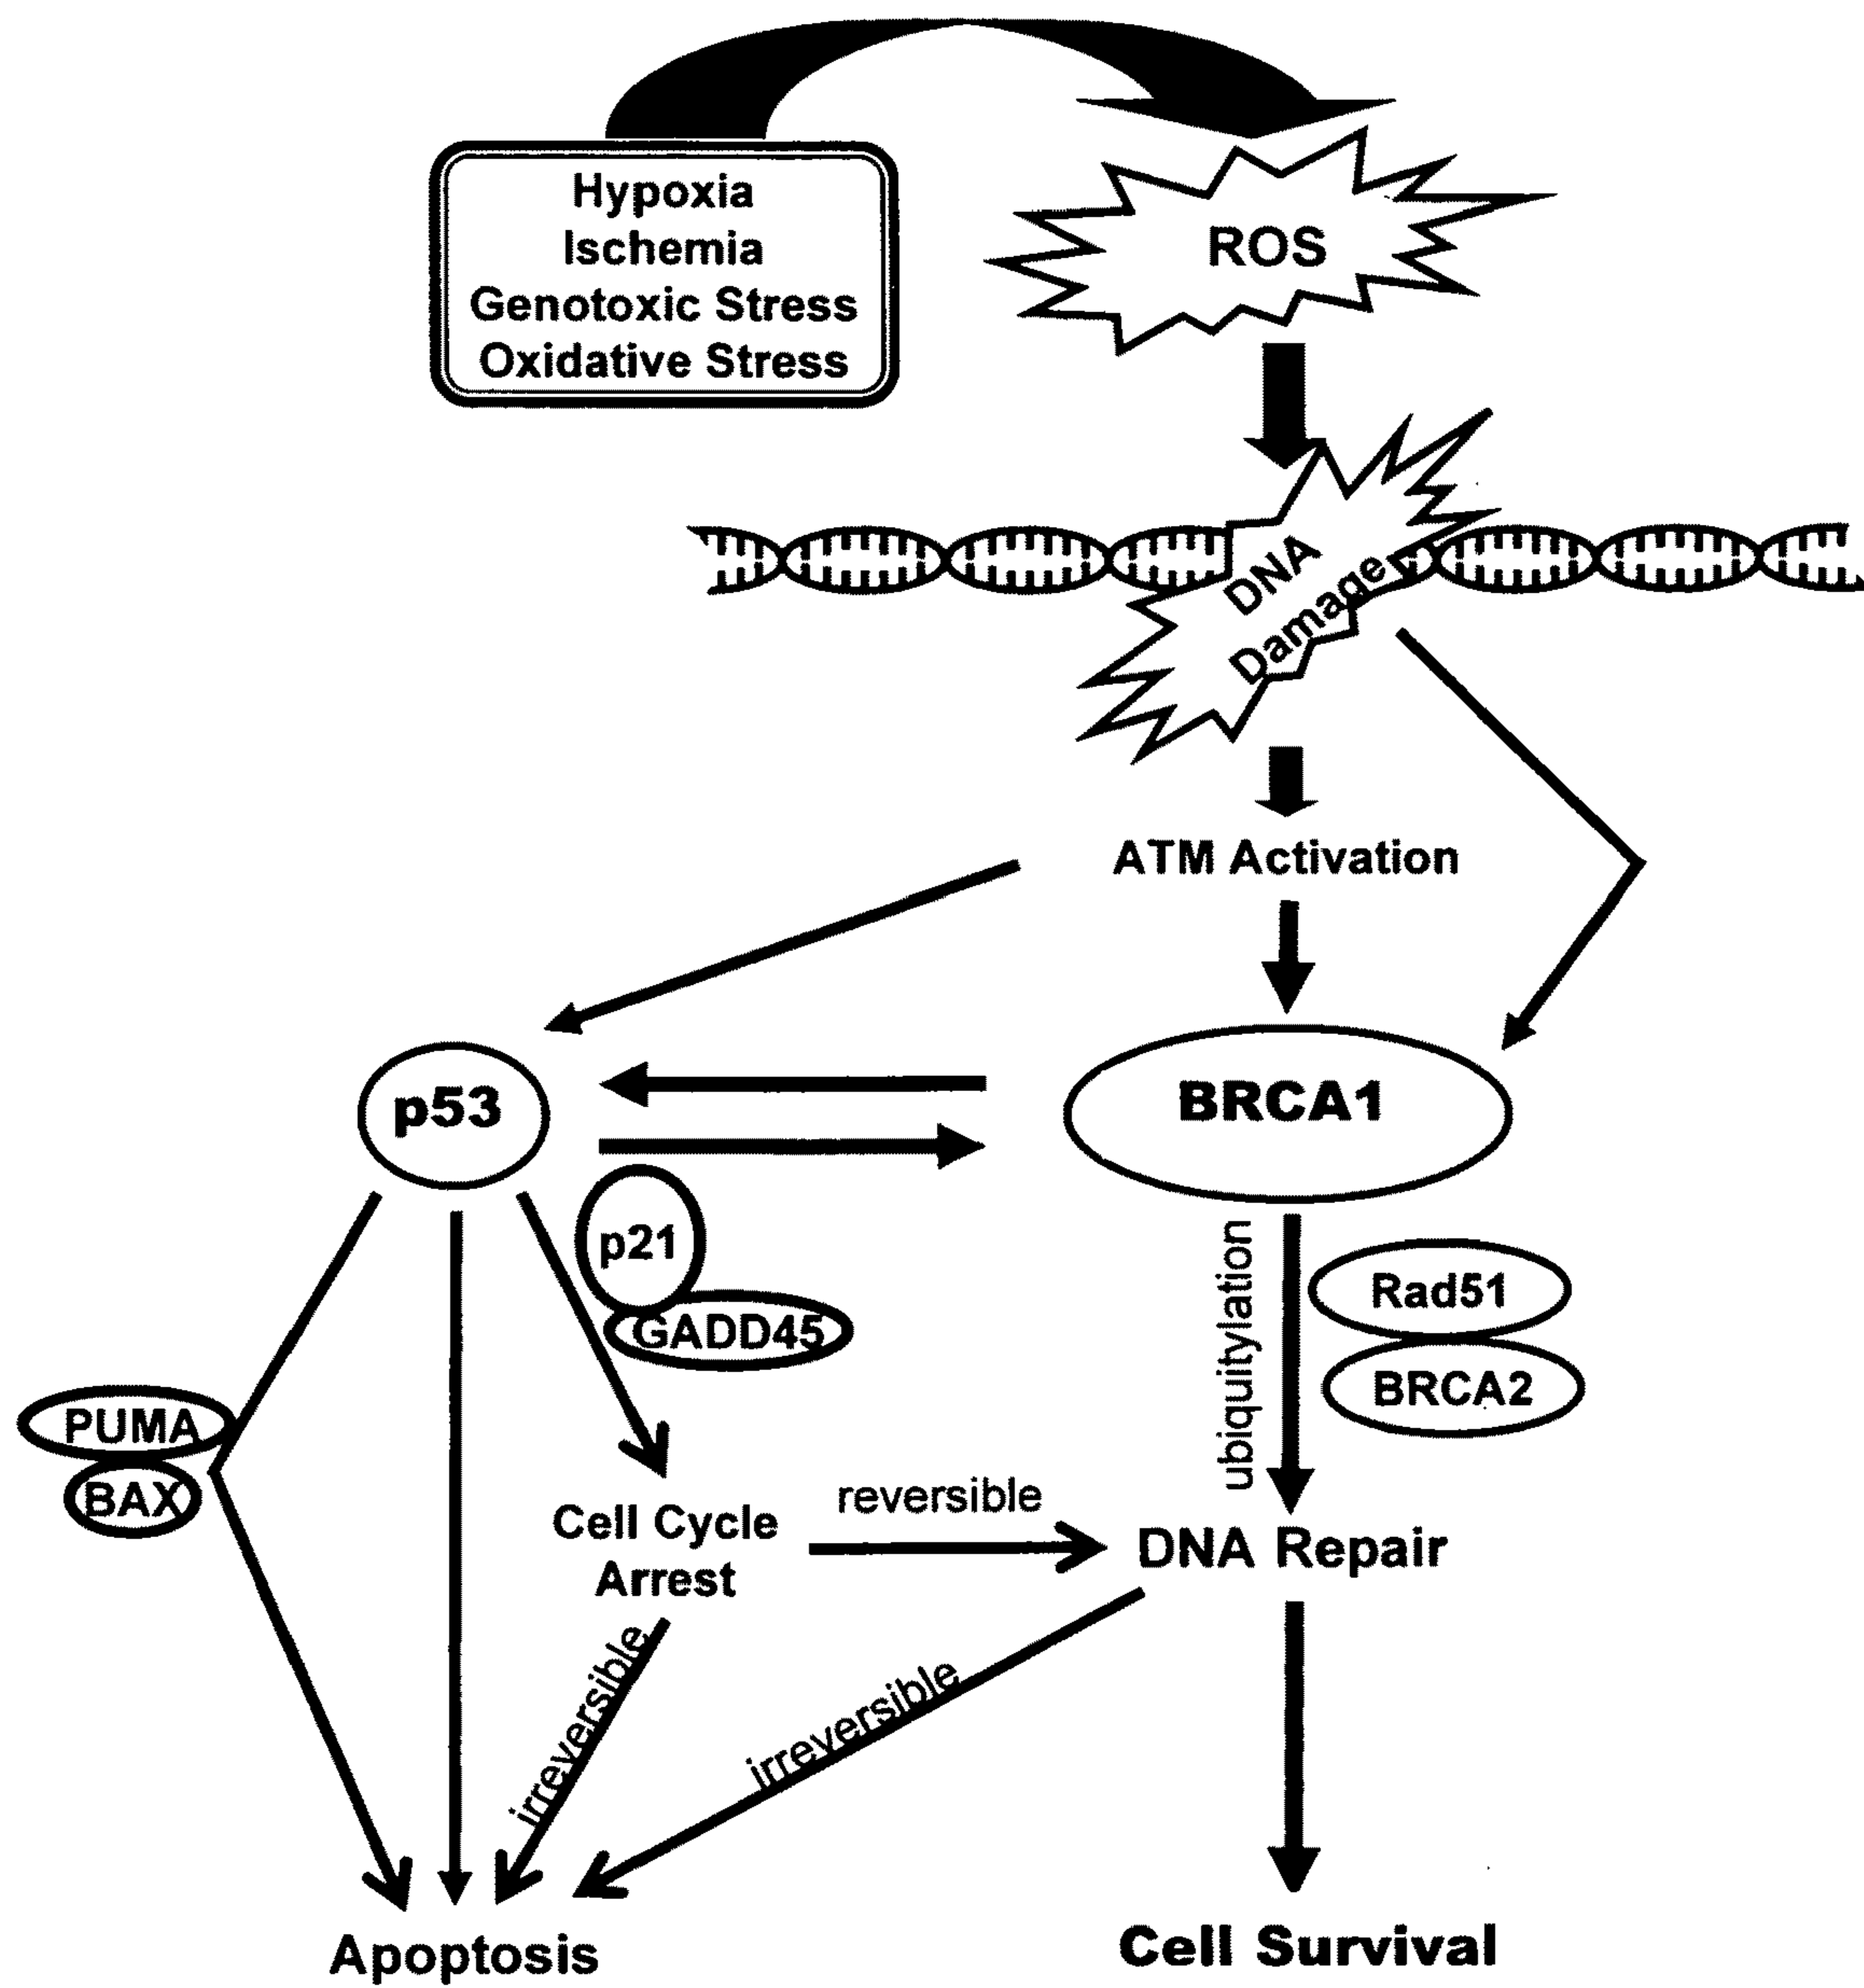 Hypoxia
Ischemia
Genotoxic Stress
Oxidative Stress
ROS
DNA
Damage
ATM Activation
p53
BRCA1
p21
GADD45
ubiquitylation
Rad51
BRCA2
PUMA
BAX
Cell Cycle
Arrest
reversible
DNA Repair
irreversible
irreversible
Apoptosis
Cell Survival